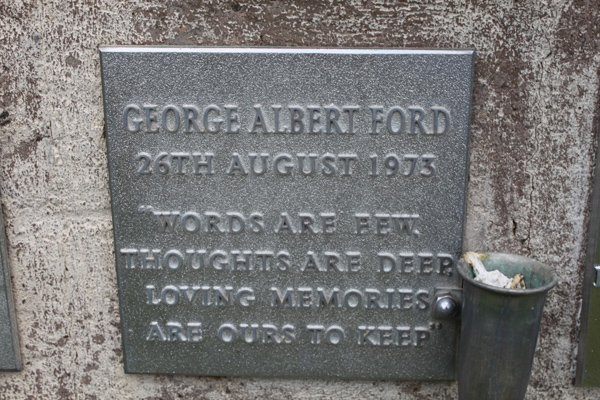 GEORGE ALBERT FORD
26TH AUGUST 1973
"WORDS ARE FEW.
THOUGHTS ARE DEEP.
LOVING MEMORIES
ARE OURS TO KEEP"